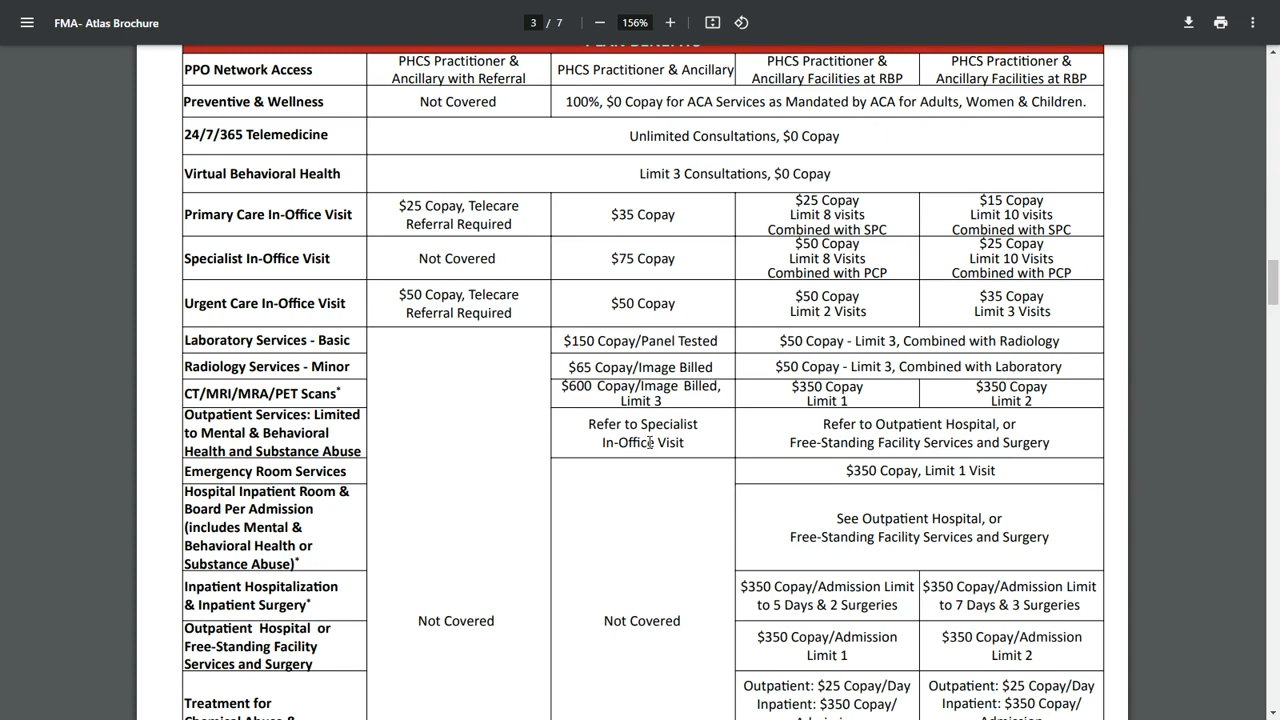 FMA- Atlas Brochure
3 / 7
156%
PLAN BENEFITS
PPO Network Access
PHCS Practitioner &
Ancillary with Referral
PHCS Practitioner & Ancillary
PHCS Practitioner &
Ancillary Facilities at RBP
PHCS Practitioner &
Ancillary Facilities at RBP
Preventive & Wellness
Not Covered
100%, $0 Copay for ACA Services as Mandated by ACA for Adults, Women & Children.
24/7/365 Telemedicine
Unlimited Consultations, $0 Copay
Virtual Behavioral Health
Limit 3 Consultations, $0 Copay
Primary Care In-Office Visit
$25 Copay, Telecare
Referral Required
$35 Copay
$25 Copay
Limit 8 visits
Combined with SPC
$15 Copay
Limit 10 visits
Combined with SPC
Specialist In-Office Visit
Not Covered
$75 Copay
$50 Copay
Limit 8 Visits
Combined with PCP
$25 Copay
Limit 10 Visits
Combined with PCP
Urgent Care In-Office Visit
$50 Copay, Telecare
Referral Required
$50 Copay
$50 Copay
Limit 2 Visits
$35 Copay
Limit 3 Visits
Laboratory Services - Basic
$150 Copay/Panel Tested
$50 Copay - Limit 3, Combined with Radiology
Radiology Services - Minor
$65 Copay/Image Billed
$50 Copay - Limit 3, Combined with Laboratory
CT/MRI/MRA/PET Scans*
$600 Copay/Image Billed,
Limit 3
$350 Copay
Limit 1
$350 Copay
Limit 2
Outpatient Services: Limited
to Mental & Behavioral
Health and Substance Abuse
Refer to Specialist
In-Office Visit
Refer to Outpatient Hospital, or
Free-Standing Facility Services and Surgery
Emergency Room Services
$350 Copay, Limit 1 Visit
Hospital Inpatient Room &
Board Per Admission
(includes Mental &
Behavioral Health or
Substance Abuse)*
See Outpatient Hospital, or
Free-Standing Facility Services and Surgery
Inpatient Hospitalization
& Inpatient Surgery*
$350 Copay/Admission Limit
to 5 Days & 2 Surgeries
$350 Copay/Admission Limit
to 7 Days & 3 Surgeries
Not Covered
Not Covered
Outpatient Hospital or
Free-Standing Facility
Services and Surgery
$350 Copay/Admission
Limit 1
$350 Copay/Admission
Limit 2
Treatment for
Chemical Abuse &
Outpatient: $25 Copay/Day
Inpatient: $350 Copay/
Admission
Outpatient: $25 Copay/Day
Inpatient: $350 Copay/
Admission